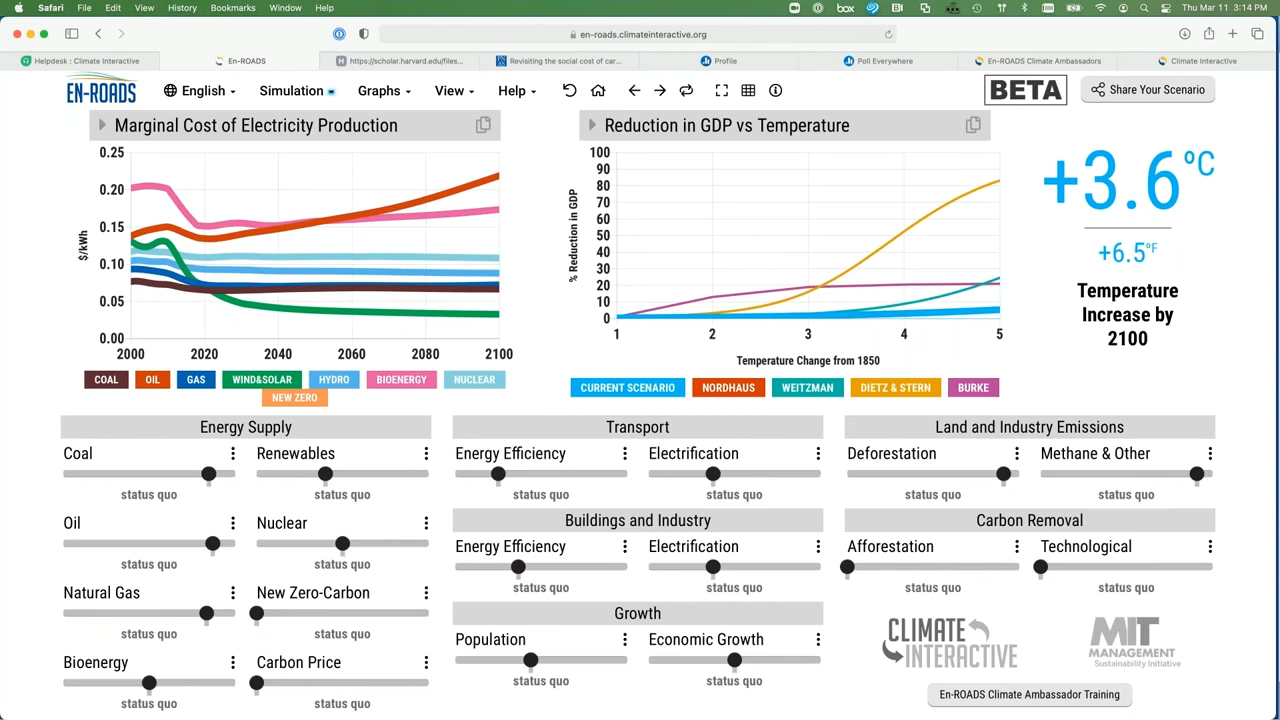 Safari File Edit View History Bookmarks Window Help box Thu Mar 11 3:14 PM
en-roads.climateinteractive.org
Helpdesk : Climate Interactive En-ROADS https://scholar.harvard.edu/files... Revisiting the social cost of car... Profile Poll Everywhere En-ROADS Climate Ambassadors Climate Interactive
EN-ROADS English Simulation Graphs View Help BETA Share Your Scenario
Marginal Cost of Electricity Production
0.25
0.20
0.15
0.10
0.05
0.00
$/kWh
2000 2020 2040 2060 2080 2100
COAL OIL GAS WIND&SOLAR HYDRO BIOENERGY NUCLEAR
NEW ZERO
Reduction in GDP vs Temperature
100
90
80
70
60
50
40
30
20
10
0
% Reduction in GDP
1 2 3 4 5
Temperature Change from 1850
CURRENT SCENARIO NORDHAUS WEITZMAN DIETZ & STERN BURKE
+3.6 °C
+6.5 °F
Temperature
Increase by
2100
Energy Supply
Coal Renewables
status quo status quo
Oil Nuclear
status quo status quo
Natural Gas New Zero-Carbon
status quo status quo
Bioenergy Carbon Price
status quo status quo
Transport
Energy Efficiency Electrification
status quo status quo
Buildings and Industry
Energy Efficiency Electrification
status quo status quo
Growth
Population Economic Growth
status quo status quo
Land and Industry Emissions
Deforestation Methane & Other
status quo status quo
Carbon Removal
Afforestation Technological
status quo status quo
CLIMATE
INTERACTIVE
MIT
MANAGEMENT
Sustainability Initiative
En-ROADS Climate Ambassador Training